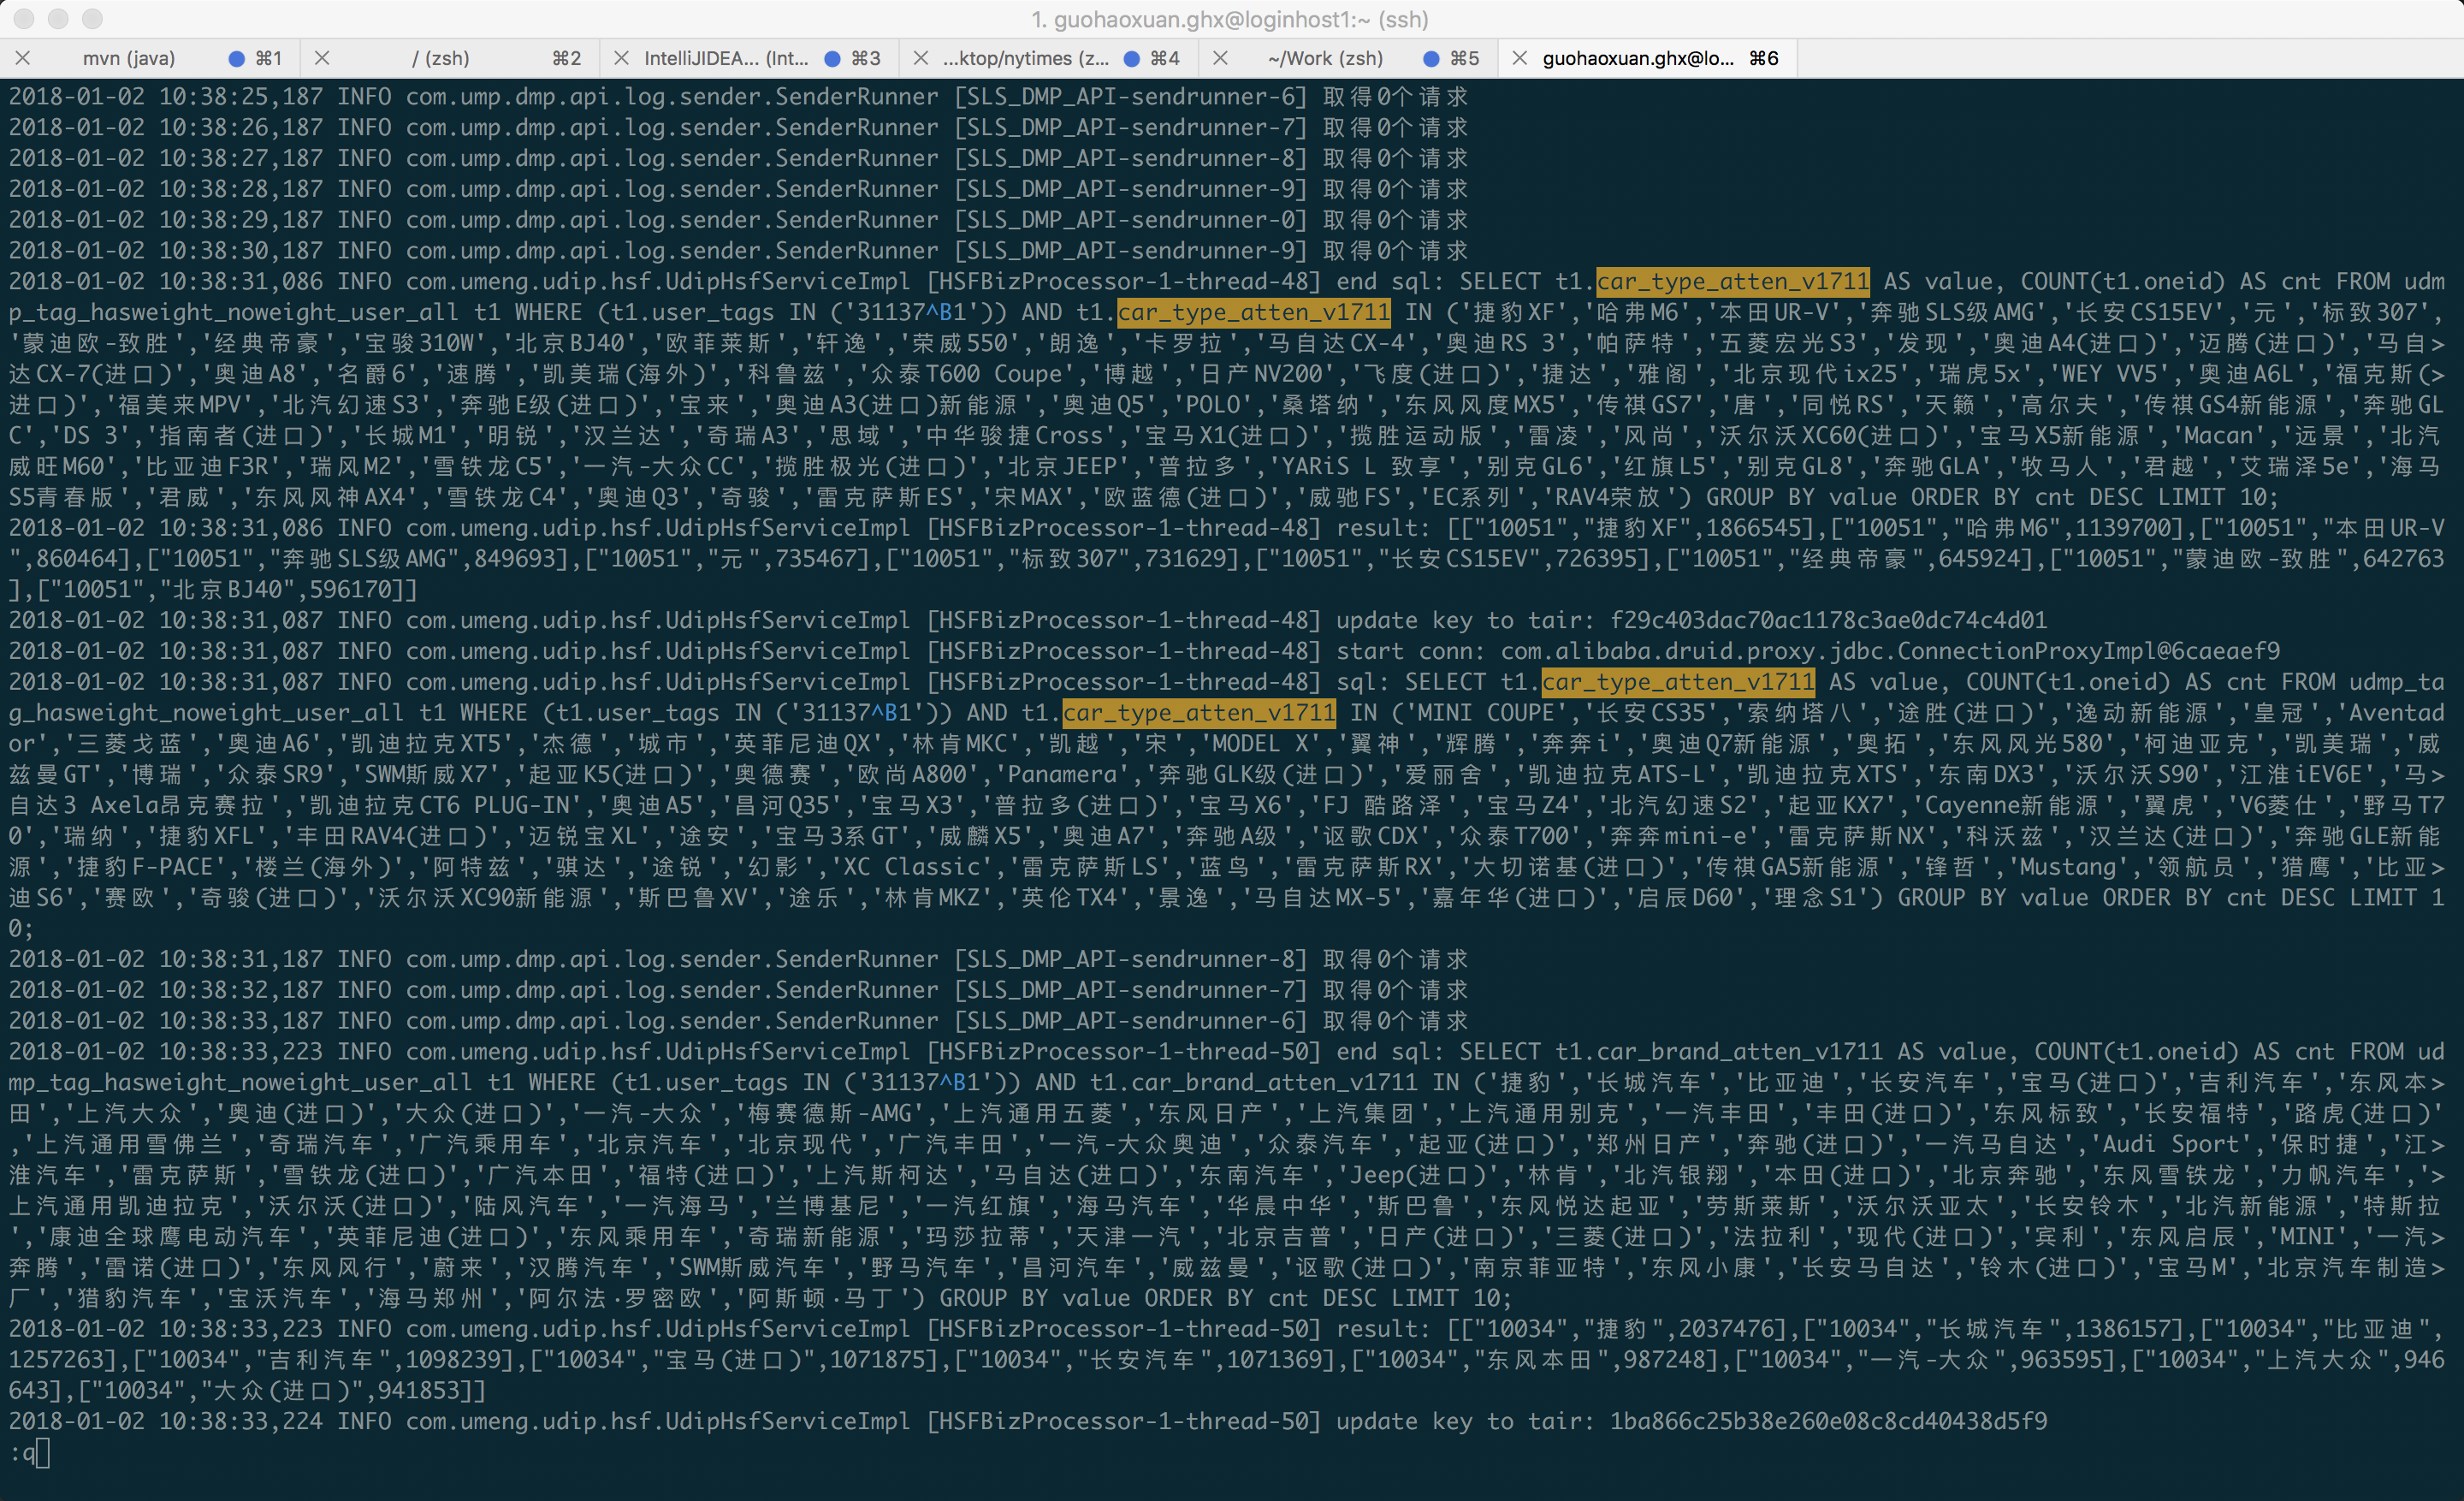 1. guohaoxuan.ghx@loginhost1:~ (ssh)
mvn (java) ⌘1 / (zsh) ⌘2 IntelliJIDEA... (Int... ⌘3 ...ktop/nytimes (z... ⌘4 ~/Work (zsh) ⌘5 guohaoxuan.ghx@lo... ⌘6
2018-01-02 10:38:25,187 INFO com.ump.dmp.api.log.sender.SenderRunner [SLS_DMP_API-sendrunner-6] 取得0个请求
2018-01-02 10:38:26,187 INFO com.ump.dmp.api.log.sender.SenderRunner [SLS_DMP_API-sendrunner-7] 取得0个请求
2018-01-02 10:38:27,187 INFO com.ump.dmp.api.log.sender.SenderRunner [SLS_DMP_API-sendrunner-8] 取得0个请求
2018-01-02 10:38:28,187 INFO com.ump.dmp.api.log.sender.SenderRunner [SLS_DMP_API-sendrunner-9] 取得0个请求
2018-01-02 10:38:29,187 INFO com.ump.dmp.api.log.sender.SenderRunner [SLS_DMP_API-sendrunner-0] 取得0个请求
2018-01-02 10:38:30,187 INFO com.ump.dmp.api.log.sender.SenderRunner [SLS_DMP_API-sendrunner-9] 取得0个请求
2018-01-02 10:38:31,086 INFO com.umeng.udip.hsf.UdipHsfServiceImpl [HSFBizProcessor-1-thread-48] end sql: SELECT t1.car_type_atten_v1711 AS value, COUNT(t1.oneid) AS cnt FROM udm
p_tag_hasweight_noweight_user_all t1 WHERE (t1.user_tags IN ('31137^B1')) AND t1.car_type_atten_v1711 IN ('捷豹XF','哈弗M6','本田UR-V','奔驰SLS级AMG','长安CS15EV','元','标致307',
'蒙迪欧-致胜','经典帝豪','宝骏310W','北京BJ40','欧菲莱斯','轩逸','荣威550','朗逸','卡罗拉','马自达CX-4','奥迪RS 3','帕萨特','五菱宏光S3','发现','奥迪A4(进口)','迈腾(进口)','马自>
达CX-7(进口)','奥迪A8','名爵6','速腾','凯美瑞(海外)','科鲁兹','众泰T600 Coupe','博越','日产NV200','飞度(进口)','捷达','雅阁','北京现代ix25','瑞虎5x','WEY VV5','奥迪A6L','福克斯(>
进口)','福美来MPV','北汽幻速S3','奔驰E级(进口)','宝来','奥迪A3(进口)新能源','奥迪Q5','POLO','桑塔纳','东风风度MX5','传祺GS7','唐','同悦RS','天籁','高尔夫','传祺GS4新能源','奔驰GL
C','DS 3','指南者(进口)','长城M1','明锐','汉兰达','奇瑞A3','思域','中华骏捷Cross','宝马X1(进口)','揽胜运动版','雷凌','风尚','沃尔沃XC60(进口)','宝马X5新能源','Macan','远景','北汽
威旺M60','比亚迪F3R','瑞风M2','雪铁龙C5','一汽-大众CC','揽胜极光(进口)','北京JEEP','普拉多','YARiS L 致享','别克GL6','红旗L5','别克GL8','奔驰GLA','牧马人','君越','艾瑞泽5e','海马
S5青春版','君威','东风风神AX4','雪铁龙C4','奥迪Q3','奇骏','雷克萨斯ES','宋MAX','欧蓝德(进口)','威驰FS','EC系列','RAV4荣放') GROUP BY value ORDER BY cnt DESC LIMIT 10;
2018-01-02 10:38:31,086 INFO com.umeng.udip.hsf.UdipHsfServiceImpl [HSFBizProcessor-1-thread-48] result: [["10051","捷豹XF",1866545],["10051","哈弗M6",1139700],["10051","本田UR-V
",860464],["10051","奔驰SLS级AMG",849693],["10051","元",735467],["10051","标致307",731629],["10051","长安CS15EV",726395],["10051","经典帝豪",645924],["10051","蒙迪欧-致胜",642763
],["10051","北京BJ40",596170]]
2018-01-02 10:38:31,087 INFO com.umeng.udip.hsf.UdipHsfServiceImpl [HSFBizProcessor-1-thread-48] update key to tair: f29c403dac70ac1178c3ae0dc74c4d01
2018-01-02 10:38:31,087 INFO com.umeng.udip.hsf.UdipHsfServiceImpl [HSFBizProcessor-1-thread-48] start conn: com.alibaba.druid.proxy.jdbc.ConnectionProxyImpl@6caeaef9
2018-01-02 10:38:31,087 INFO com.umeng.udip.hsf.UdipHsfServiceImpl [HSFBizProcessor-1-thread-48] sql: SELECT t1.car_type_atten_v1711 AS value, COUNT(t1.oneid) AS cnt FROM udmp_ta
g_hasweight_noweight_user_all t1 WHERE (t1.user_tags IN ('31137^B1')) AND t1.car_type_atten_v1711 IN ('MINI COUPE','长安CS35','索纳塔八','途胜(进口)','逸动新能源','皇冠','Aventad
or','三菱戈蓝','奥迪A6','凯迪拉克XT5','杰德','城市','英菲尼迪QX','林肯MKC','凯越','宋','MODEL X','翼神','辉腾','奔奔i','奥迪Q7新能源','奥拓','东风风光580','柯迪亚克','凯美瑞','威
兹曼GT','博瑞','众泰SR9','SWM斯威X7','起亚K5(进口)','奥德赛','欧尚A800','Panamera','奔驰GLK级(进口)','爱丽舍','凯迪拉克ATS-L','凯迪拉克XTS','东南DX3','沃尔沃S90','江淮iEV6E','马>
自达3 Axela昂克赛拉','凯迪拉克CT6 PLUG-IN','奥迪A5','昌河Q35','宝马X3','普拉多(进口)','宝马X6','FJ 酷路泽','宝马Z4','北汽幻速S2','起亚KX7','Cayenne新能源','翼虎','V6菱仕','野马T7
0','瑞纳','捷豹XFL','丰田RAV4(进口)','迈锐宝XL','途安','宝马3系GT','威麟X5','奥迪A7','奔驰A级','讴歌CDX','众泰T700','奔奔mini-e','雷克萨斯NX','科沃兹','汉兰达(进口)','奔驰GLE新能
源','捷豹F-PACE','楼兰(海外)','阿特兹','骐达','途锐','幻影','XC Classic','雷克萨斯LS','蓝鸟','雷克萨斯RX','大切诺基(进口)','传祺GA5新能源','锋哲','Mustang','领航员','猎鹰','比亚>
迪S6','赛欧','奇骏(进口)','沃尔沃XC90新能源','斯巴鲁XV','途乐','林肯MKZ','英伦TX4','景逸','马自达MX-5','嘉年华(进口)','启辰D60','理念S1') GROUP BY value ORDER BY cnt DESC LIMIT 1
0;
2018-01-02 10:38:31,187 INFO com.ump.dmp.api.log.sender.SenderRunner [SLS_DMP_API-sendrunner-8] 取得0个请求
2018-01-02 10:38:32,187 INFO com.ump.dmp.api.log.sender.SenderRunner [SLS_DMP_API-sendrunner-7] 取得0个请求
2018-01-02 10:38:33,187 INFO com.ump.dmp.api.log.sender.SenderRunner [SLS_DMP_API-sendrunner-6] 取得0个请求
2018-01-02 10:38:33,223 INFO com.umeng.udip.hsf.UdipHsfServiceImpl [HSFBizProcessor-1-thread-50] end sql: SELECT t1.car_brand_atten_v1711 AS value, COUNT(t1.oneid) AS cnt FROM ud
mp_tag_hasweight_noweight_user_all t1 WHERE (t1.user_tags IN ('31137^B1')) AND t1.car_brand_atten_v1711 IN ('捷豹','长城汽车','比亚迪','长安汽车','宝马(进口)','吉利汽车','东风本>
田','上汽大众','奥迪(进口)','大众(进口)','一汽-大众','梅赛德斯-AMG','上汽通用五菱','东风日产','上汽集团','上汽通用别克','一汽丰田','丰田(进口)','东风标致','长安福特','路虎(进口)'
,'上汽通用雪佛兰','奇瑞汽车','广汽乘用车','北京汽车','北京现代','广汽丰田','一汽-大众奥迪','众泰汽车','起亚(进口)','郑州日产','奔驰(进口)','一汽马自达','Audi Sport','保时捷','江>
淮汽车','雷克萨斯','雪铁龙(进口)','广汽本田','福特(进口)','上汽斯柯达','马自达(进口)','东南汽车','Jeep(进口)','林肯','北汽银翔','本田(进口)','北京奔驰','东风雪铁龙','力帆汽车','>
上汽通用凯迪拉克','沃尔沃(进口)','陆风汽车','一汽海马','兰博基尼','一汽红旗','海马汽车','华晨中华','斯巴鲁','东风悦达起亚','劳斯莱斯','沃尔沃亚太','长安铃木','北汽新能源','特斯拉
','康迪全球鹰电动汽车','英菲尼迪(进口)','东风乘用车','奇瑞新能源','玛莎拉蒂','天津一汽','北京吉普','日产(进口)','三菱(进口)','法拉利','现代(进口)','宾利','东风启辰','MINI','一汽>
奔腾','雷诺(进口)','东风风行','蔚来','汉腾汽车','SWM斯威汽车','野马汽车','昌河汽车','威兹曼','讴歌(进口)','南京菲亚特','东风小康','长安马自达','铃木(进口)','宝马M','北京汽车制造>
厂','猎豹汽车','宝沃汽车','海马郑州','阿尔法·罗密欧','阿斯顿·马丁') GROUP BY value ORDER BY cnt DESC LIMIT 10;
2018-01-02 10:38:33,223 INFO com.umeng.udip.hsf.UdipHsfServiceImpl [HSFBizProcessor-1-thread-50] result: [["10034","捷豹",2037476],["10034","长城汽车",1386157],["10034","比亚迪",
1257263],["10034","吉利汽车",1098239],["10034","宝马(进口)",1071875],["10034","长安汽车",1071369],["10034","东风本田",987248],["10034","一汽-大众",963595],["10034","上汽大众",946
643],["10034","大众(进口)",941853]]
2018-01-02 10:38:33,224 INFO com.umeng.udip.hsf.UdipHsfServiceImpl [HSFBizProcessor-1-thread-50] update key to tair: 1ba866c25b38e260e08c8cd40438d5f9
:q